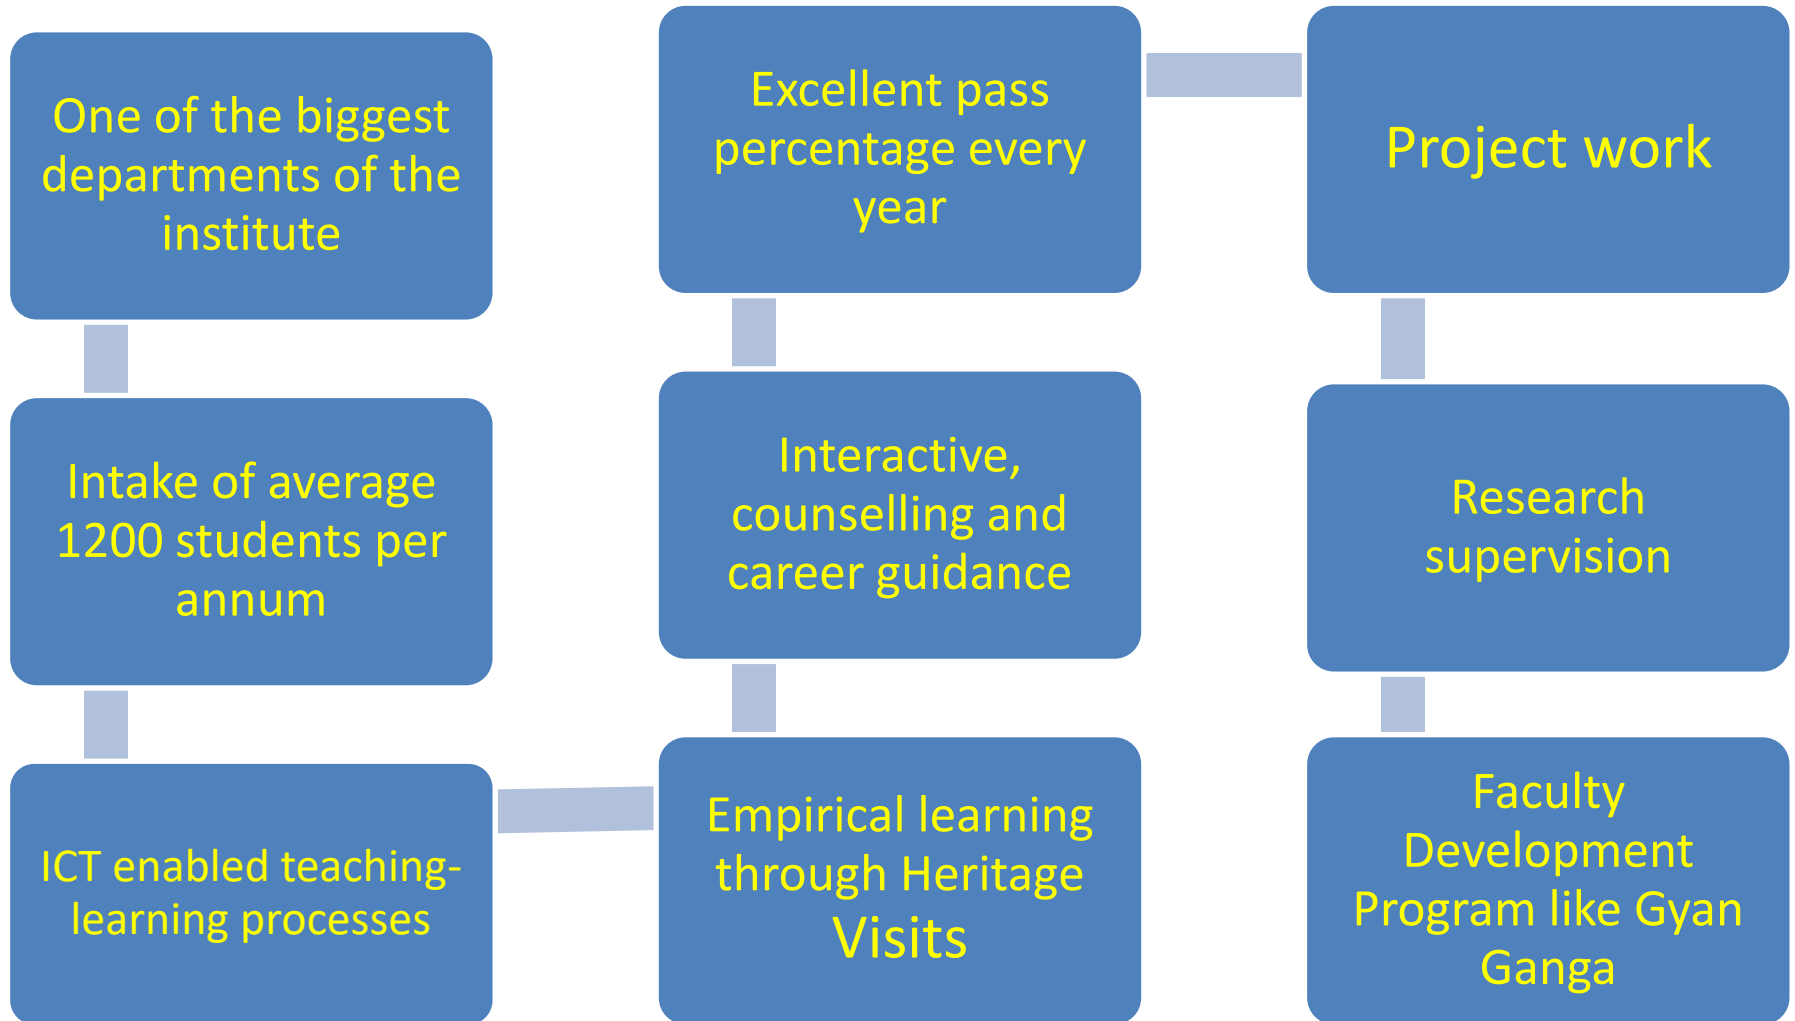 One of the biggest
departments of the
institute
Intake of average
1200 students per
annum
ICT enabled teaching-
learning processes
Empirical learning
through Heritage
Visits
Interactive,
counselling and
career guidance
Excellent pass
percentage every
year
Project work
Research
supervision
Faculty
Development
Program like Gyan
Ganga